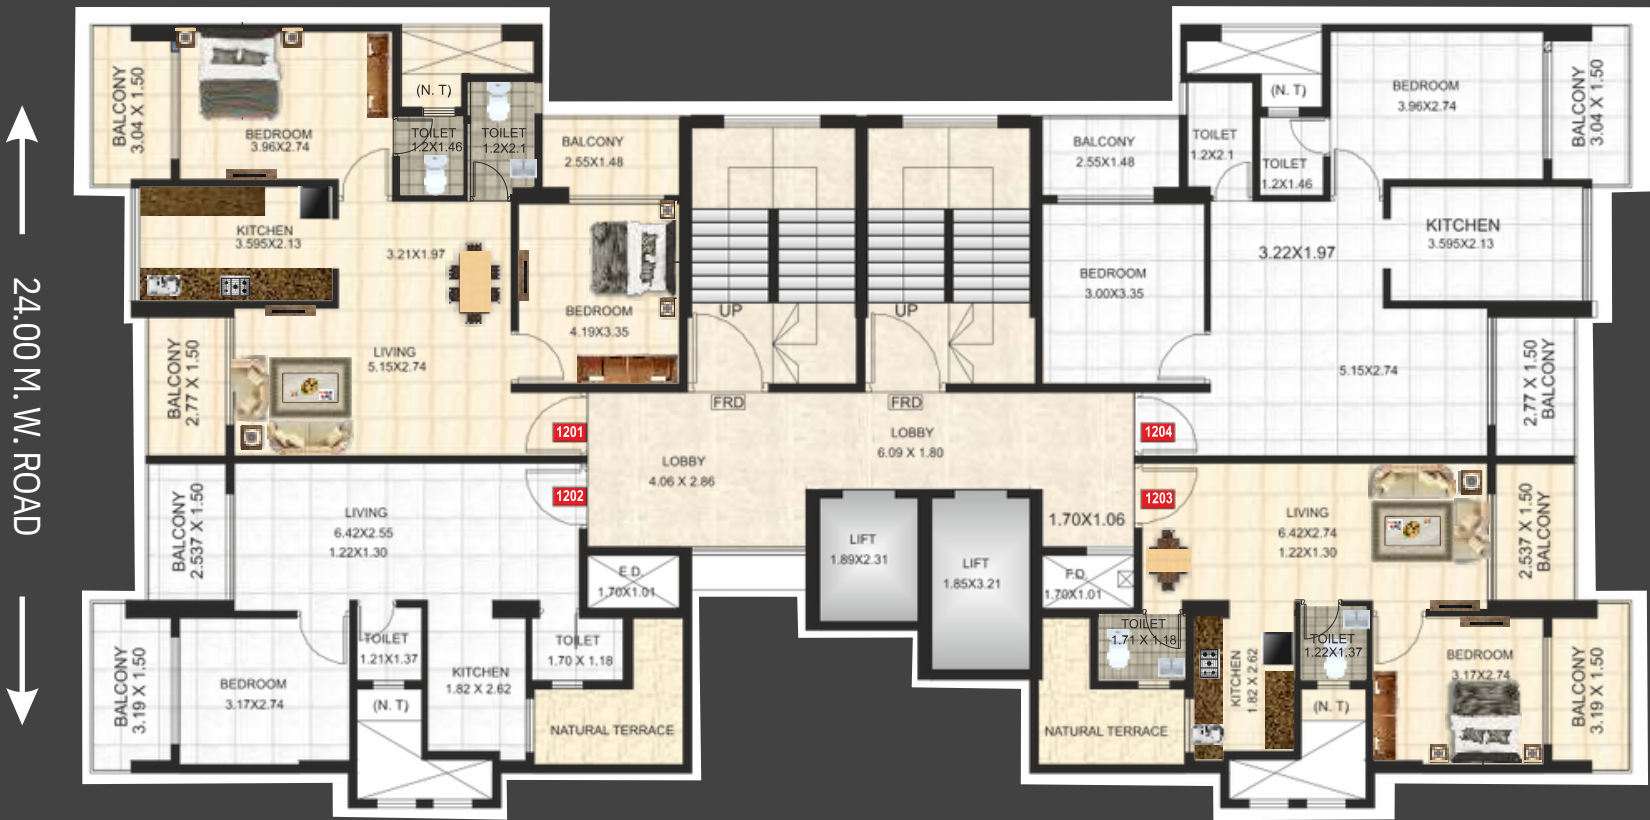 24.00 M. W. ROAD
BALCONY
3.04 X 1.50
BEDROOM
3.96X2.74
(N. T)
TOILET
1.2X1.46
TOILET
1.2X2.1
BALCONY
2.55X1.48
KITCHEN
3.595X2.13
3.21X1.97
BEDROOM
4.19X3.35
LIVING
5.15X2.74
BALCONY
2.77 X 1.50
1201
UP
UP
FRD
FRD
LOBBY
4.06 X 2.86
LOBBY
6.09 X 1.80
LIFT
1.89X2.31
LIFT
1.85X3.21
1.70X1.06
BALCONY
2.55X1.48
TOILET
1.2X2.1
(N. T)
TOILET
1.2X1.46
BEDROOM
3.96X2.74
BALCONY
3.04 X 1.50
KITCHEN
3.595X2.13
3.22X1.97
BEDROOM
3.00X3.35
5.15X2.74
2.77 X 1.50
BALCONY
1204
1202
BALCONY
2.537 X 1.50
LIVING
6.42X2.55
1.22X1.30
E.D.
1.70X1.01
BALCONY
3.19 X 1.50
BEDROOM
3.17X2.74
TOILET
1.21X1.37
(N. T)
KITCHEN
1.82 X 2.62
TOILET
1.70 X 1.18
NATURAL TERRACE
1203
LIVING
6.42X2.74
1.22X1.30
2.537 X 1.50
BALCONY
F.D.
1.70X1.01
TOILET
1.71 X 1.18
NATURAL TERRACE
KITCHEN
1.82 X 2.62
TOILET
1.22X1.37
(N. T)
BEDROOM
3.17X2.74
BALCONY
3.19 X 1.50